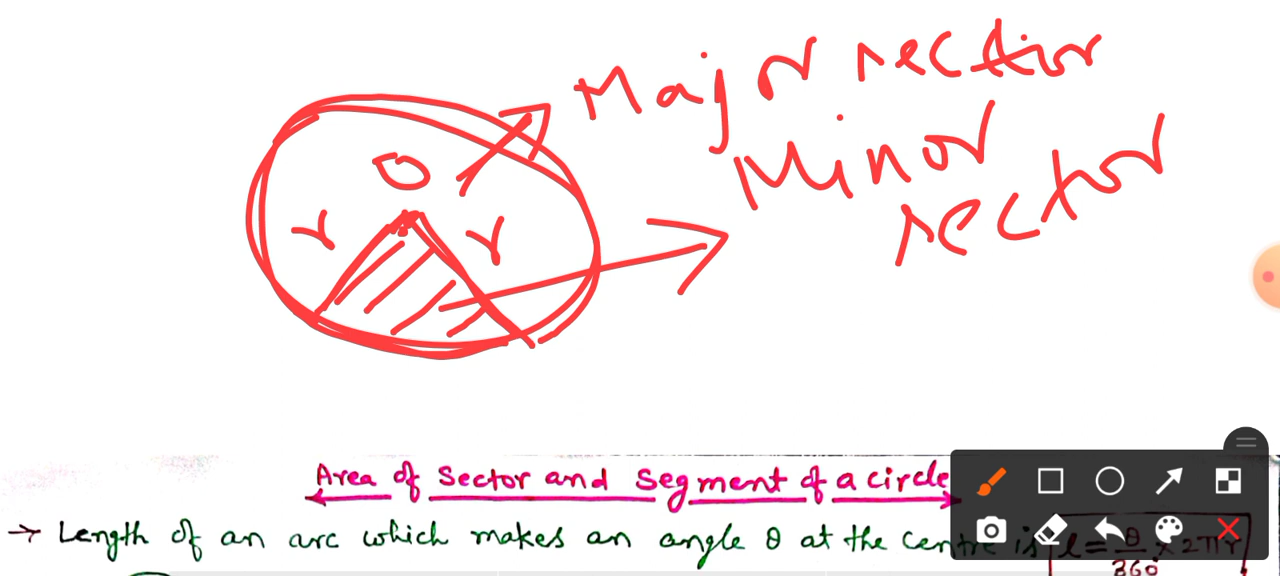 Major sector
Minor
sector
O
r r
Area of Sector and Segment of a circle
→ Length of an arc which makes an angle θ at the centre is l = θ/360° × 2πr